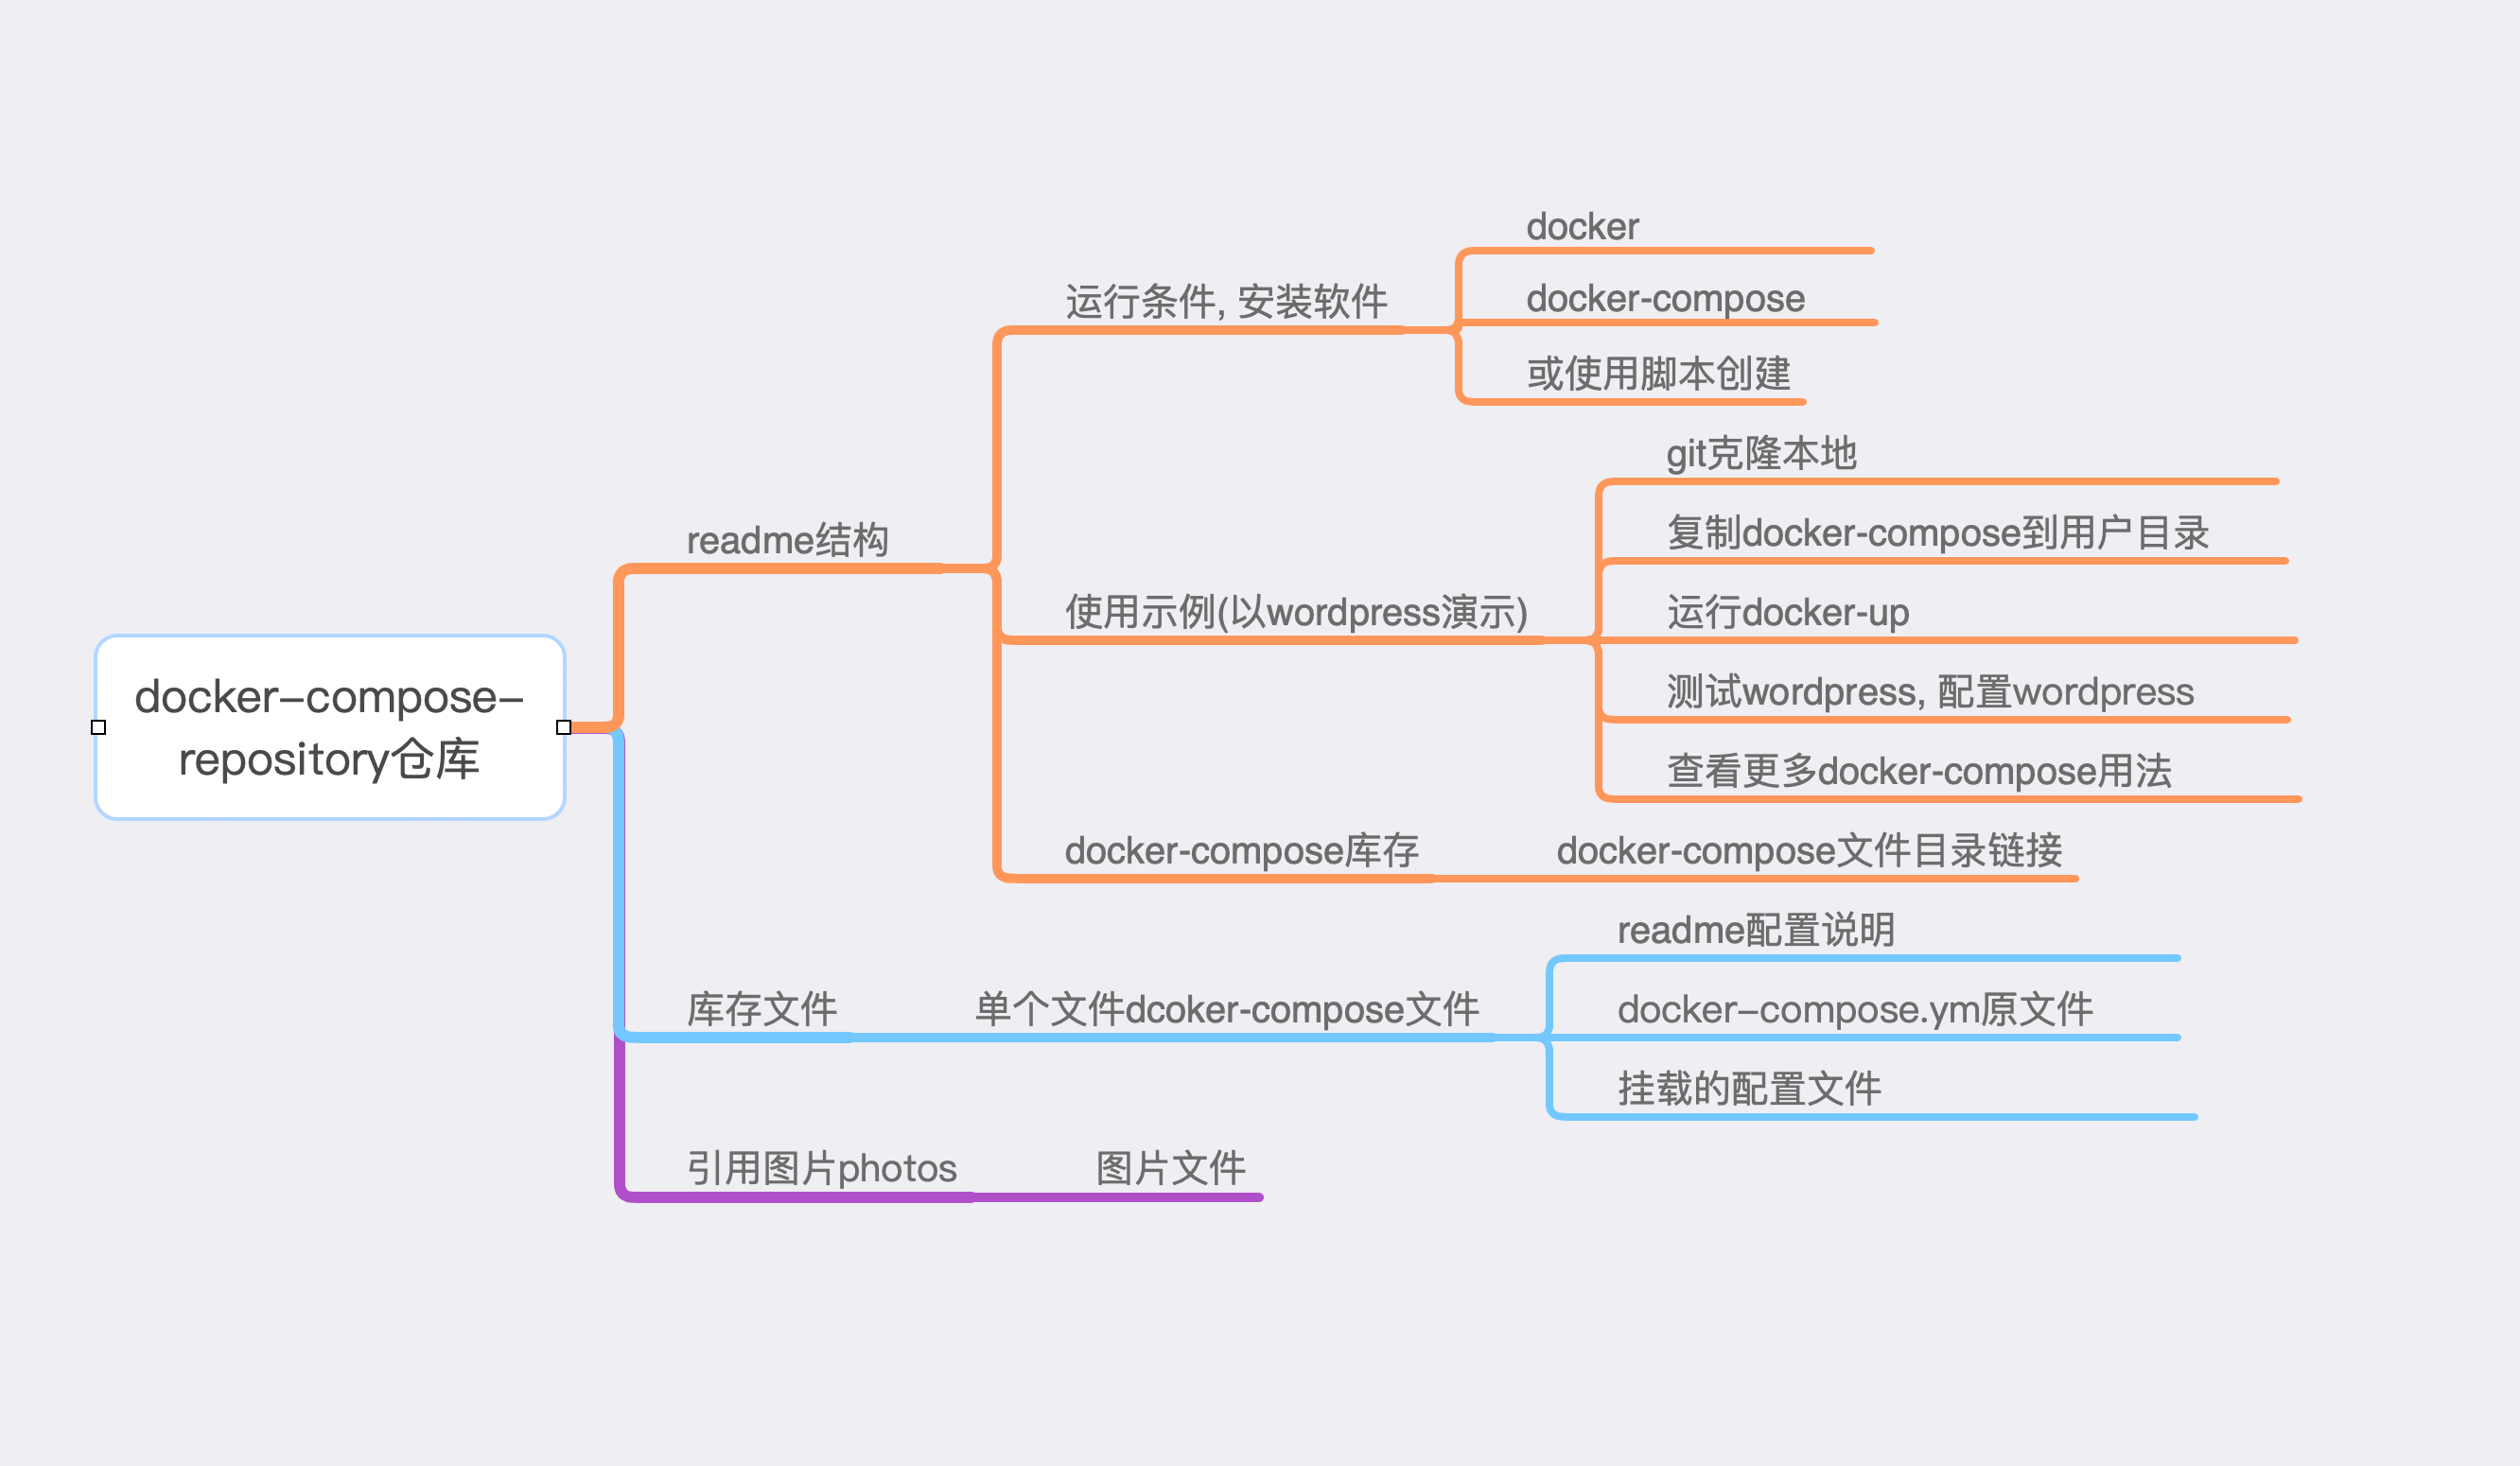 docker-compose-
repository仓库
readme结构
运行条件, 安装软件
docker
docker-compose
或使用脚本创建
使用示例(以wordpress演示)
git克隆本地
复制docker-compose到用户目录
运行docker-up
测试wordpress, 配置wordpress
查看更多docker-compose用法
docker-compose库存
docker-compose文件目录链接
库存文件
单个文件dcoker-compose文件
readme配置说明
docker-compose.ym原文件
挂载的配置文件
引用图片photos
图片文件